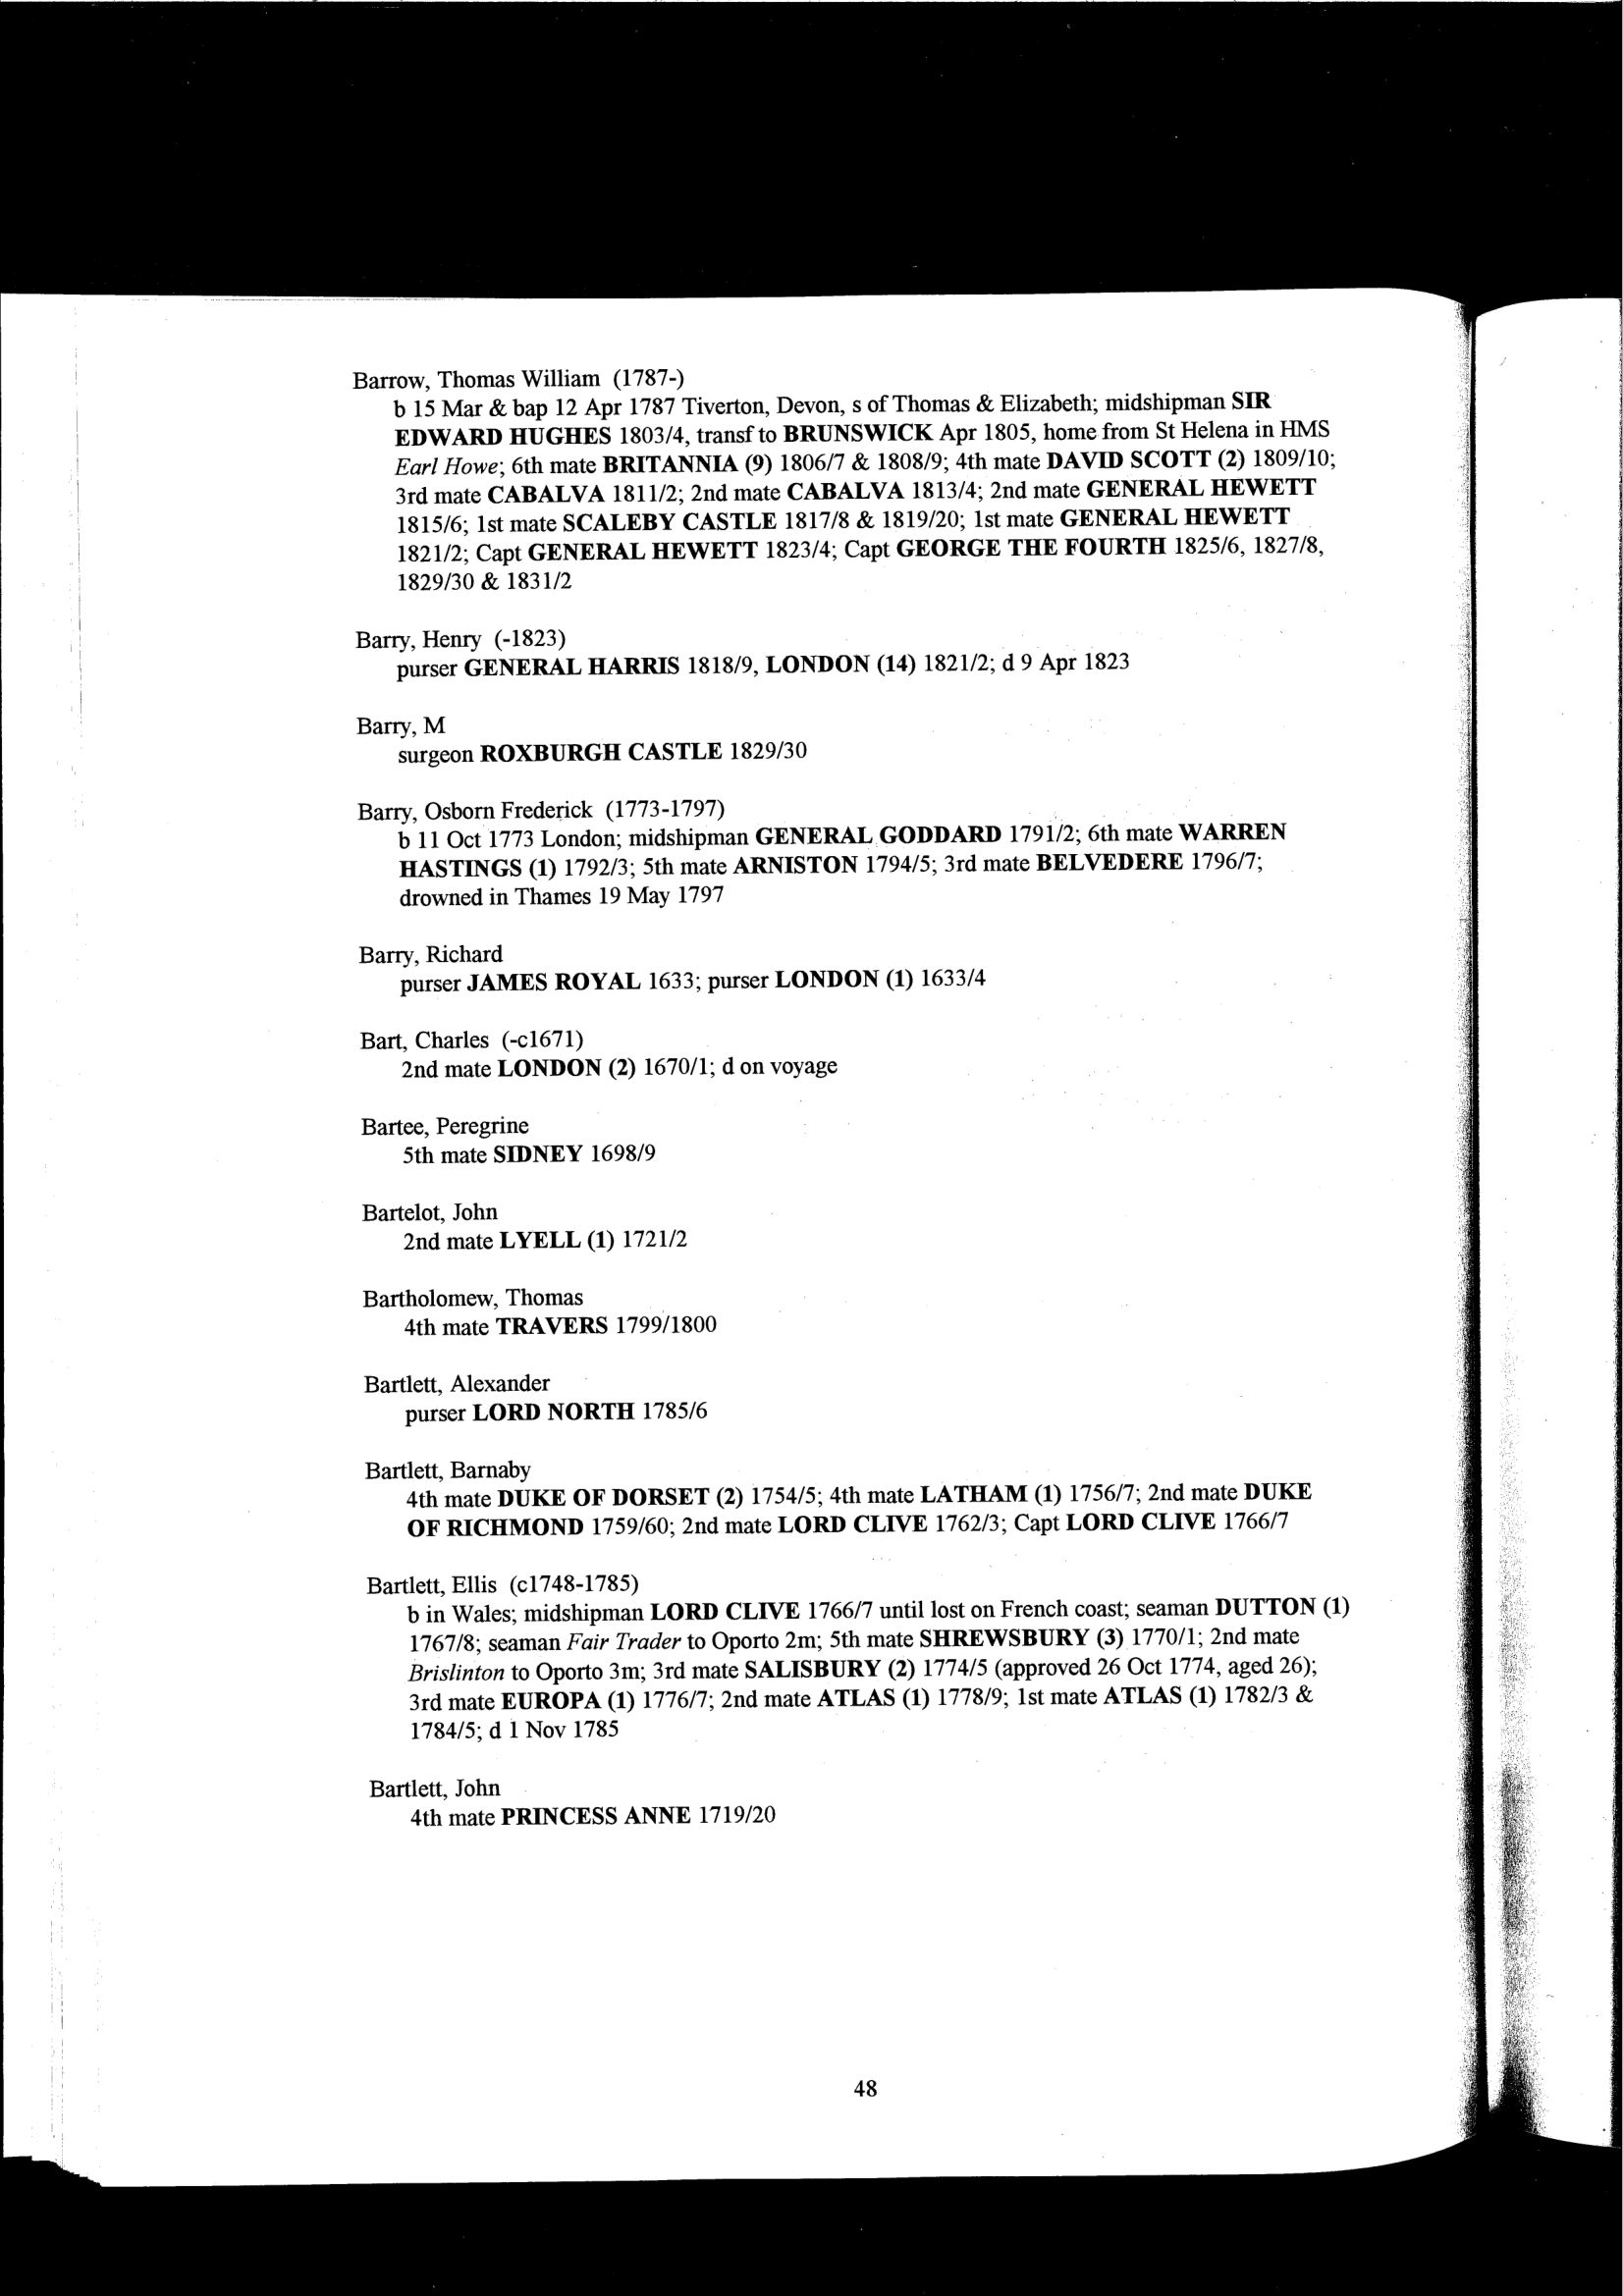 Barrow, Thomas William (1787-)
b 15 Mar & bap 12 Apr 1787 Tiverton, Devon, s of Thomas & Elizabeth; midshipman SIR
EDWARD HUGHES 1803/4, transf to BRUNSWICK Apr 1805, home from St Helena in HMS
Earl Howe; 6th mate BRITANNIA (9) 1806/7 & 1808/9; 4th mate DAVID SCOTT (2) 1809/10;
3rd mate CABALVA 1811/2; 2nd mate CABALVA 1813/4; 2nd mate GENERAL HEWETT
1815/6; 1st mate SCALEBY CASTLE 1817/8 & 1819/20; 1st mate GENERAL HEWETT
1821/2; Capt GENERAL HEWETT 1823/4; Capt GEORGE THE FOURTH 1825/6, 1827/8,
1829/30 & 1831/2
Barry, Henry (-1823)
purser GENERAL HARRIS 1818/9, LONDON (14) 1821/2; d 9 Apr 1823
Barry, M
surgeon ROXBURGH CASTLE 1829/30
Barry, Osborn Frederick (1773-1797)
b 11 Oct 1773 London; midshipman GENERAL GODDARD 1791/2; 6th mate WARREN
HASTINGS (1) 1792/3; 5th mate ARNISTON 1794/5; 3rd mate BELVEDERE 1796/7;
drowned in Thames 19 May 1797
Barry, Richard
purser JAMES ROYAL 1633; purser LONDON (1) 1633/4
Bart, Charles (-c1671)
2nd mate LONDON (2) 1670/1; d on voyage
Bartee, Peregrine
5th mate SIDNEY 1698/9
Bartelot, John
2nd mate LYELL (1) 1721/2
Bartholomew, Thomas
4th mate TRAVERS 1799/1800
Bartlett, Alexander
purser LORD NORTH 1785/6
Bartlett, Barnaby
4th mate DUKE OF DORSET (2) 1754/5; 4th mate LATHAM (1) 1756/7; 2nd mate DUKE
OF RICHMOND 1759/60; 2nd mate LORD CLIVE 1762/3; Capt LORD CLIVE 1766/7
Bartlett, Ellis (c1748-1785)
b in Wales; midshipman LORD CLIVE 1766/7 until lost on French coast; seaman DUTTON (1)
1767/8; seaman Fair Trader to Oporto 2m; 5th mate SHREWSBURY (3) 1770/1; 2nd mate
Brislinton to Oporto 3m; 3rd mate SALISBURY (2) 1774/5 (approved 26 Oct 1774, aged 26);
3rd mate EUROPA (1) 1776/7; 2nd mate ATLAS (1) 1778/9; 1st mate ATLAS (1) 1782/3 &
1784/5; d 1 Nov 1785
Bartlett, John
4th mate PRINCESS ANNE 1719/20
48